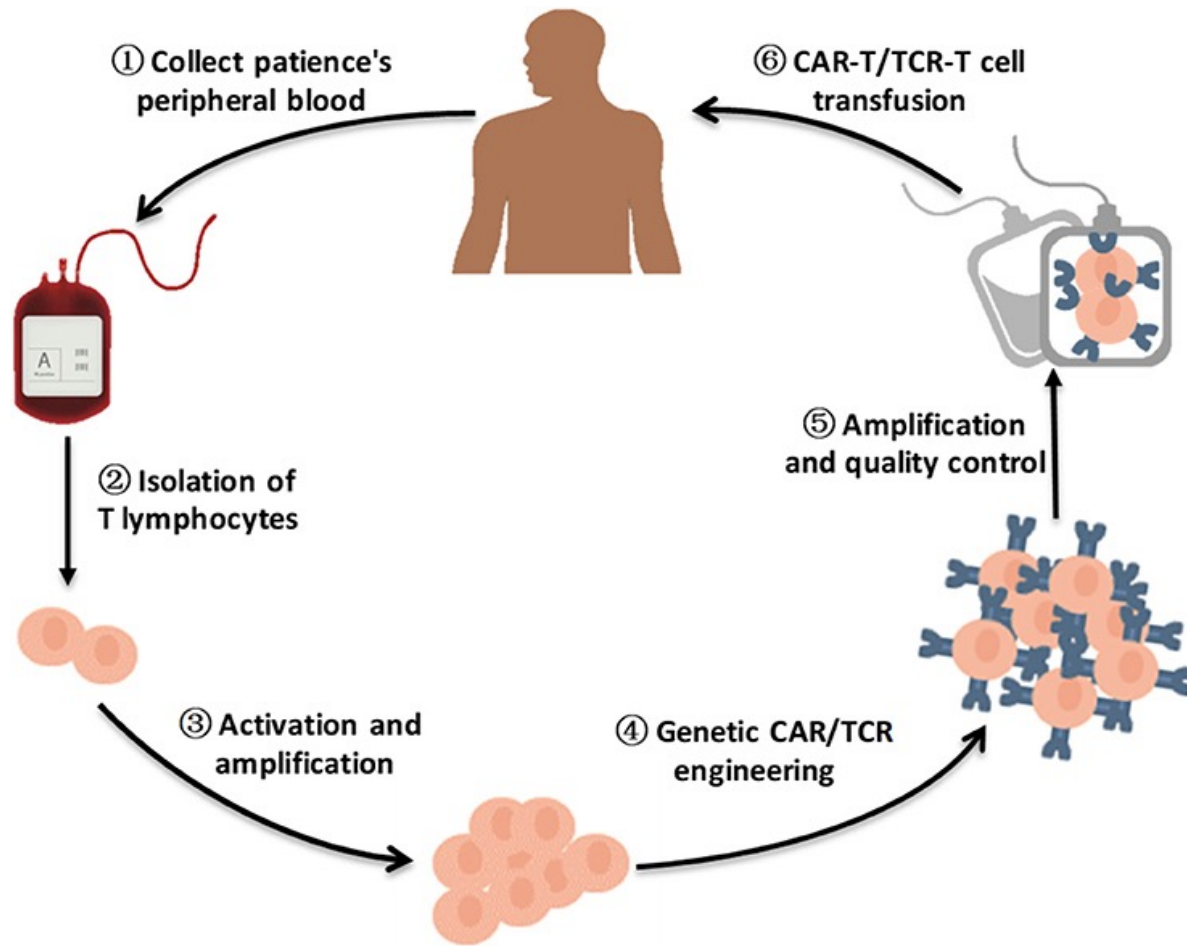 ① Collect patience's
peripheral blood
⑥ CAR-T/TCR-T cell
transfusion
A
② Isolation of
T lymphocytes
⑤ Amplification
and quality control
③ Activation and
amplification
④ Genetic CAR/TCR
engineering